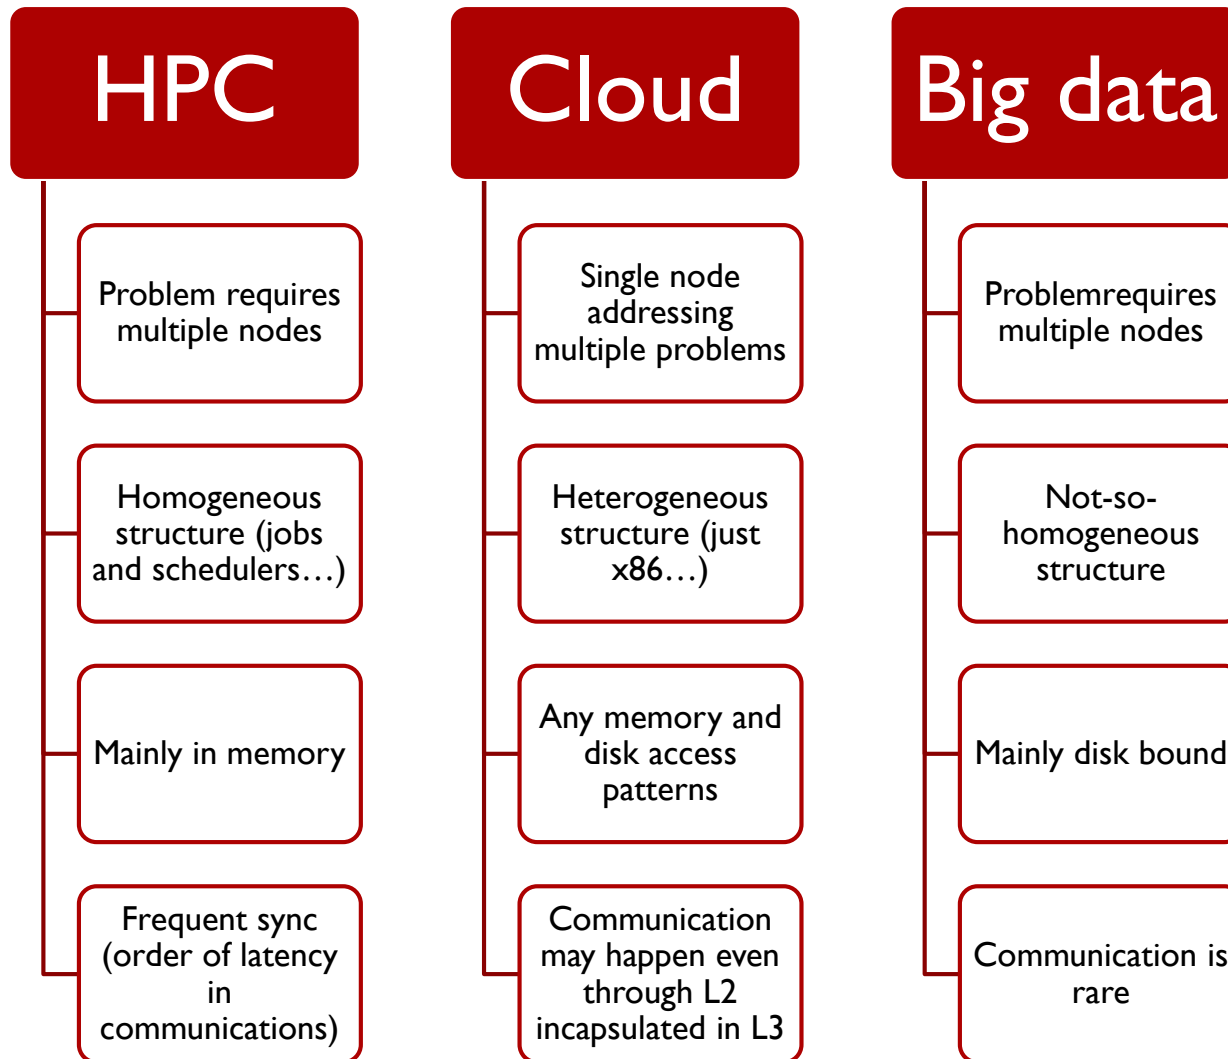 HPC
Problem requires
multiple nodes
Homogeneous
structure (jobs
and schedulers…)
Mainly in memory
Frequent sync
(order of latency
in
communications)
Cloud
Single node
addressing
multiple problems
Heterogeneous
structure (just
x86…)
Any memory and
disk access
patterns
Communication
may happen even
through L2
incapsulated in L3
Big data
Problemrequires
multiple nodes
Not-so-
homogeneous
structure
Mainly disk bound
Communication is
rare